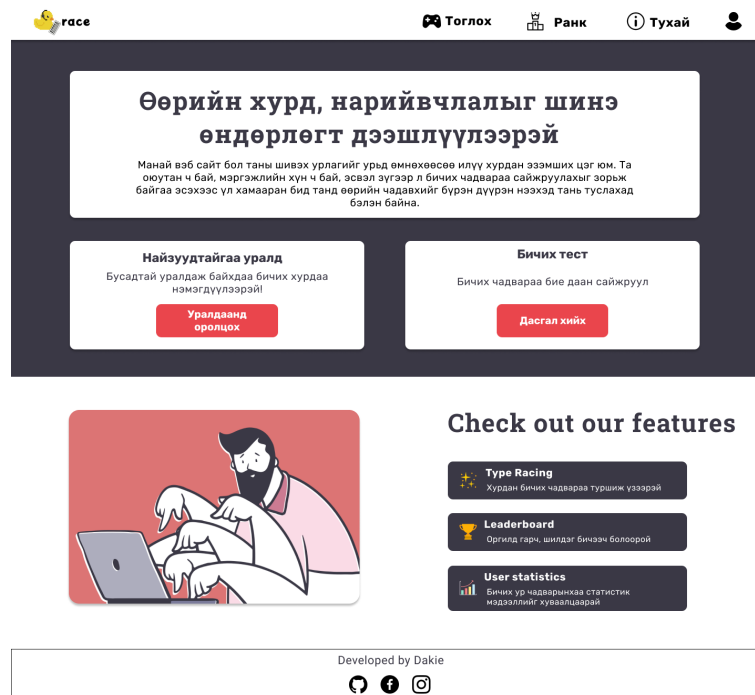 race
Тоглох
Ранк
Тухай
Өөрийн хурд, нарийвчлалыг шинэ
өндөрлөгт дээшлүүлээрэй
Манай вэб сайт бол таны шивэх урлагийг урьд өмнөхөөсөө илүү хурдан эзэмших цэг юм. Та
оюутан ч бай, мэргэжлийн хүн ч бай, эсвэл зүгээр л бичих чадвараа сайжруулахыг зорьж
байгаа эсэхээс үл хамааран бид танд өөрийн чадавхийг бүрэн дүүрэн нээхэд тань туслахад
бэлэн байна.
Найзуудтайгаа уралд
Бусадтай уралдаж байхдаа бичих хурдаа
нэмэгдүүлээрэй!
Уралдаанд
оролцох
Бичих тест
Бичих чадвараа бие даан сайжруул
Дасгал хийх
Check out our features
Type Racing
Хурдан бичих чадвараа туршиж үзээрэй
Leaderboard
Оргилд гарч, шилдэг бичээч болоорой
User statistics
Бичих ур чадварынхаа статистик
мэдээллийг хуваалцаарай
Developed by Dakie